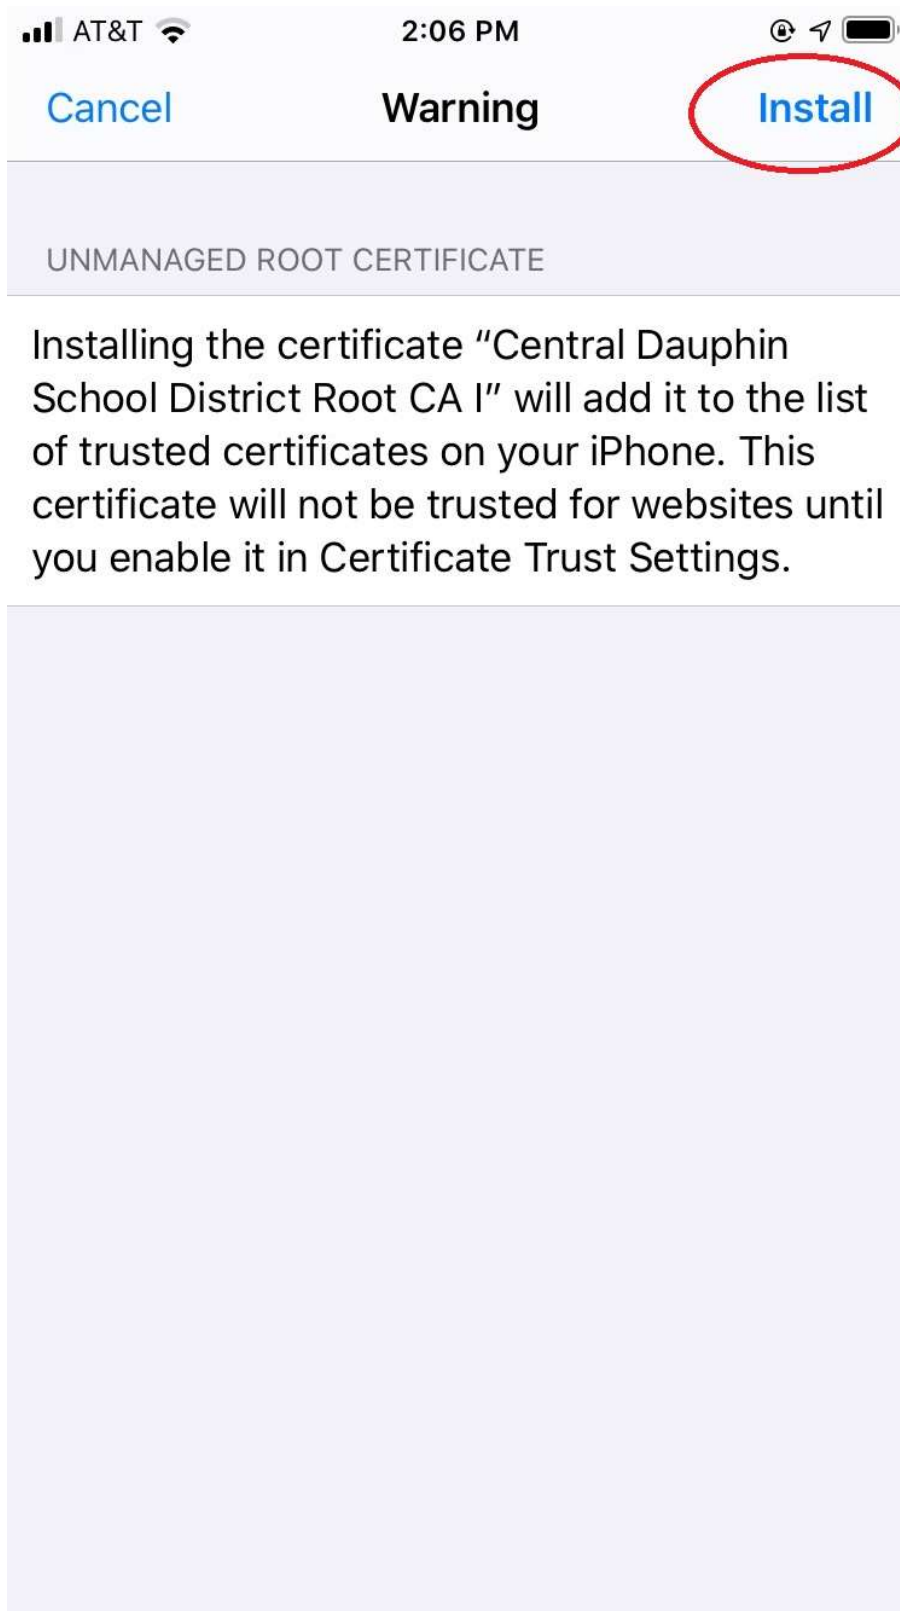 AT&T 2:06 PM
Cancel Warning Install
UNMANAGED ROOT CERTIFICATE
Installing the certificate “Central Dauphin
School District Root CA I” will add it to the list
of trusted certificates on your iPhone. This
certificate will not be trusted for websites until
you enable it in Certificate Trust Settings.